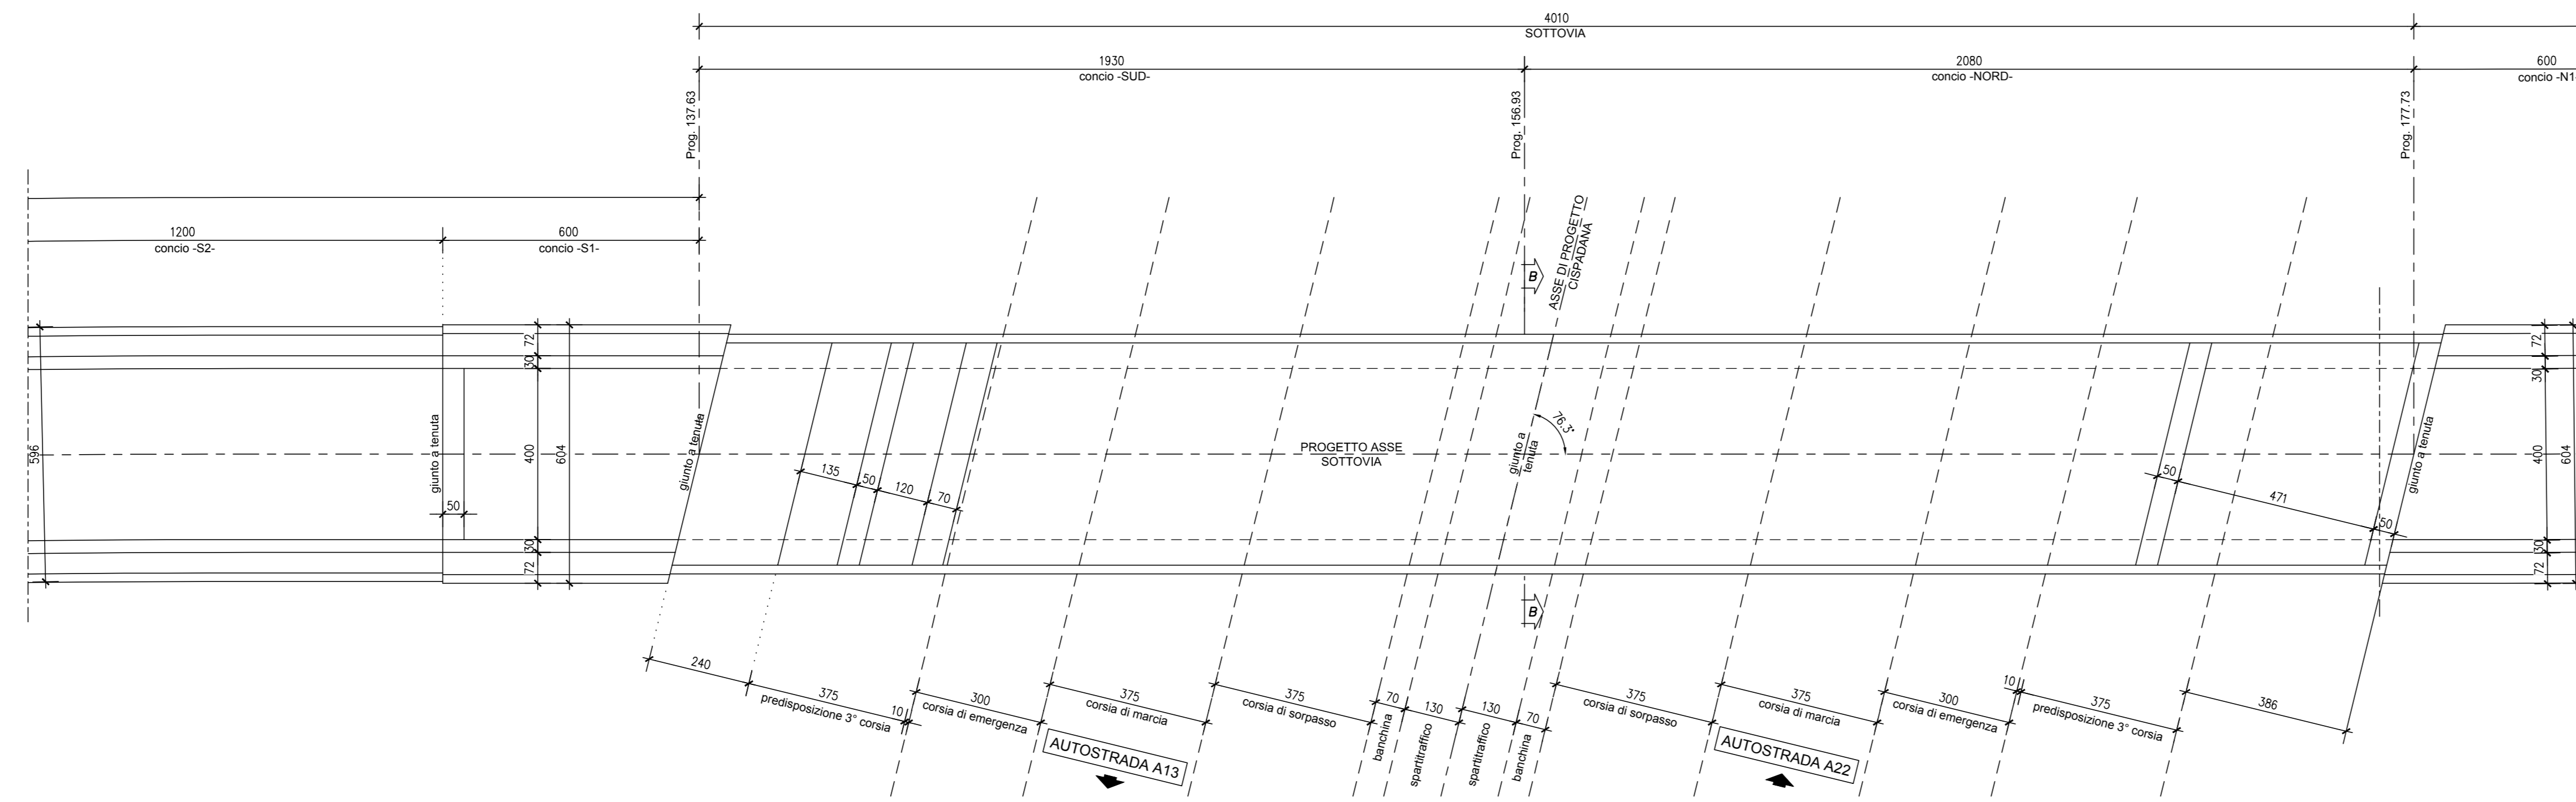 4010
SOTTOVIA
1930
concio -SUD-
2080
concio -NORD-
600
concio -N1
Prog. 137.63
Prog. 156.93
Prog. 177.73
1200
concio -S2-
600
concio -S1-
ASSE DI PROGETTO
CISPADANA
B
72
30
400
604
30
72
596
giunto a tenuta
50
giunto a tenuta
135
50
120
70
PROGETTO ASSE
SOTTOVIA
giunto a
tenuta
76.3°
50
471
50
giunto a tenuta
72
30
400
604
30
72
B
240
375
predisposizione 3° corsia
10
300
corsia di emergenza
375
corsia di marcia
375
corsia di sorpasso
70
banchina
130
spartitraffico
130
spartitraffico
70
banchina
375
corsia di sorpasso
375
corsia di marcia
300
corsia di emergenza
10
375
predisposizione 3° corsia
386
AUTOSTRADA A13
AUTOSTRADA A22